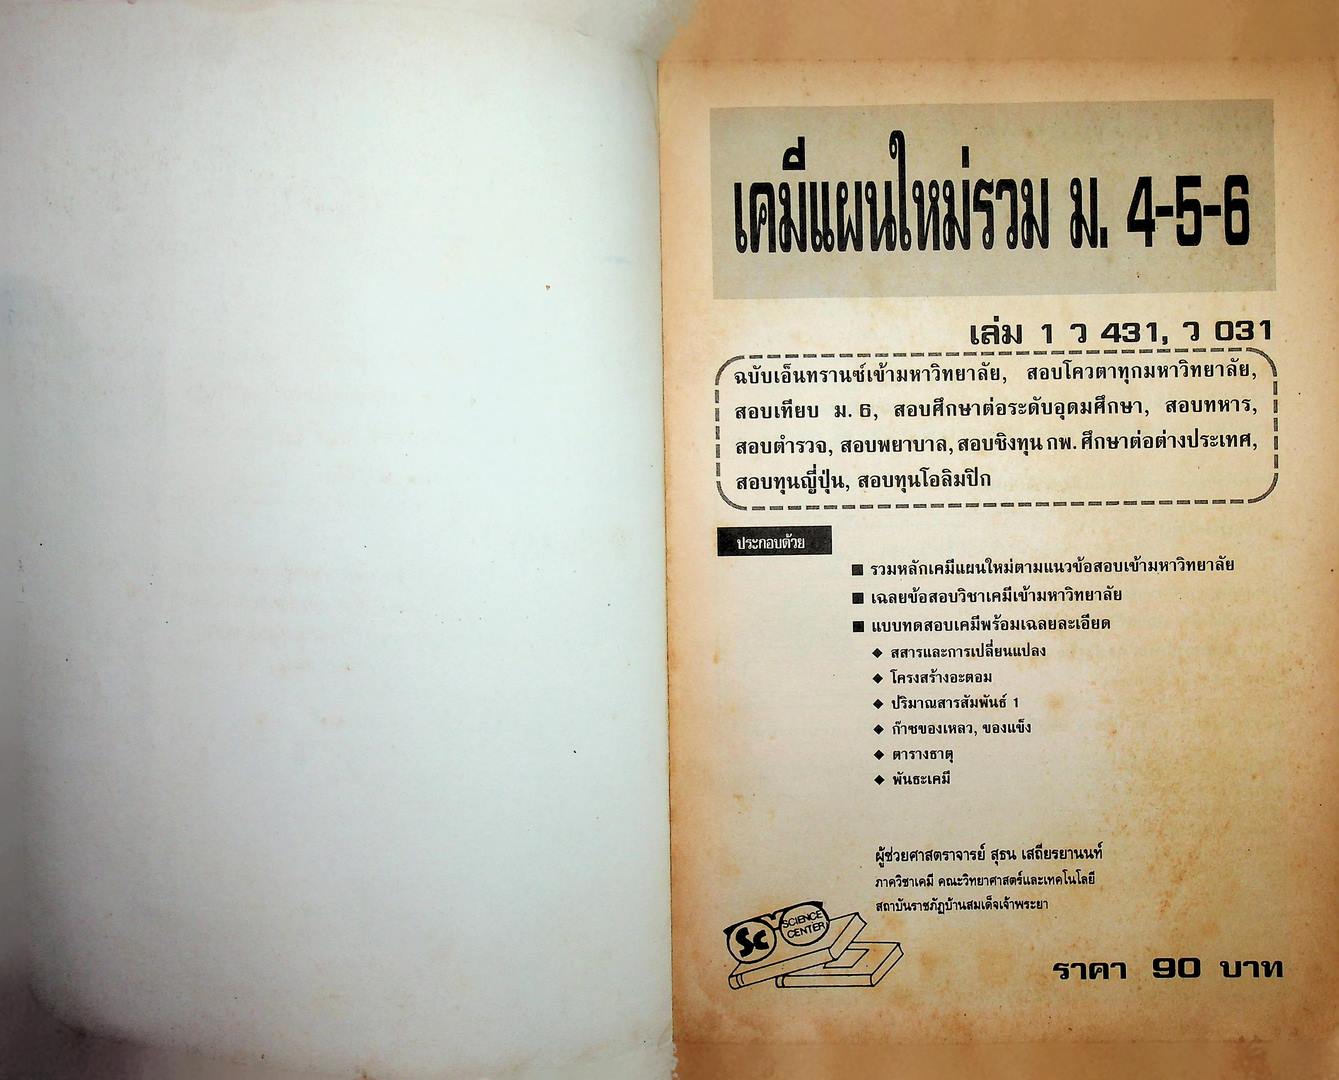 เคมีแผนใหม่รวม ม. 4-5-6
เล่ม 1 ว 431, ว 031
ฉบับเอ็นทรานซ์เข้ามหาวิทยาลัย, สอบโควตาทุกมหาวิทยาลัย,
สอบเทียบ ม. 6, สอบศึกษาต่อระดับอุดมศึกษา, สอบทหาร,
สอบตำรวจ, สอบพยาบาล, สอบชิงทุน กพ. ศึกษาต่อต่างประเทศ,
สอบทุนญี่ปุ่น, สอบทุนโอลิมปิก
ประกอบด้วย
■ รวมหลักเคมีแผนใหม่ตามแนวข้อสอบเข้ามหาวิทยาลัย
■ เฉลยข้อสอบวิชาเคมีเข้ามหาวิทยาลัย
■ แบบทดสอบเคมีพร้อมเฉลยละเอียด
◆ สสารและการเปลี่ยนแปลง
◆ โครงสร้างอะตอม
◆ ปริมาณสารสัมพันธ์ 1
◆ ก๊าซของเหลว, ของแข็ง
◆ ตารางธาตุ
◆ พันธะเคมี
ผู้ช่วยศาสตราจารย์ สุธน เสถียรยานนท์
ภาควิชาเคมี คณะวิทยาศาสตร์และเทคโนโลยี
สถาบันราชภัฏบ้านสมเด็จเจ้าพระยา
Sc SCIENCE
CENTER
ราคา 90 บาท